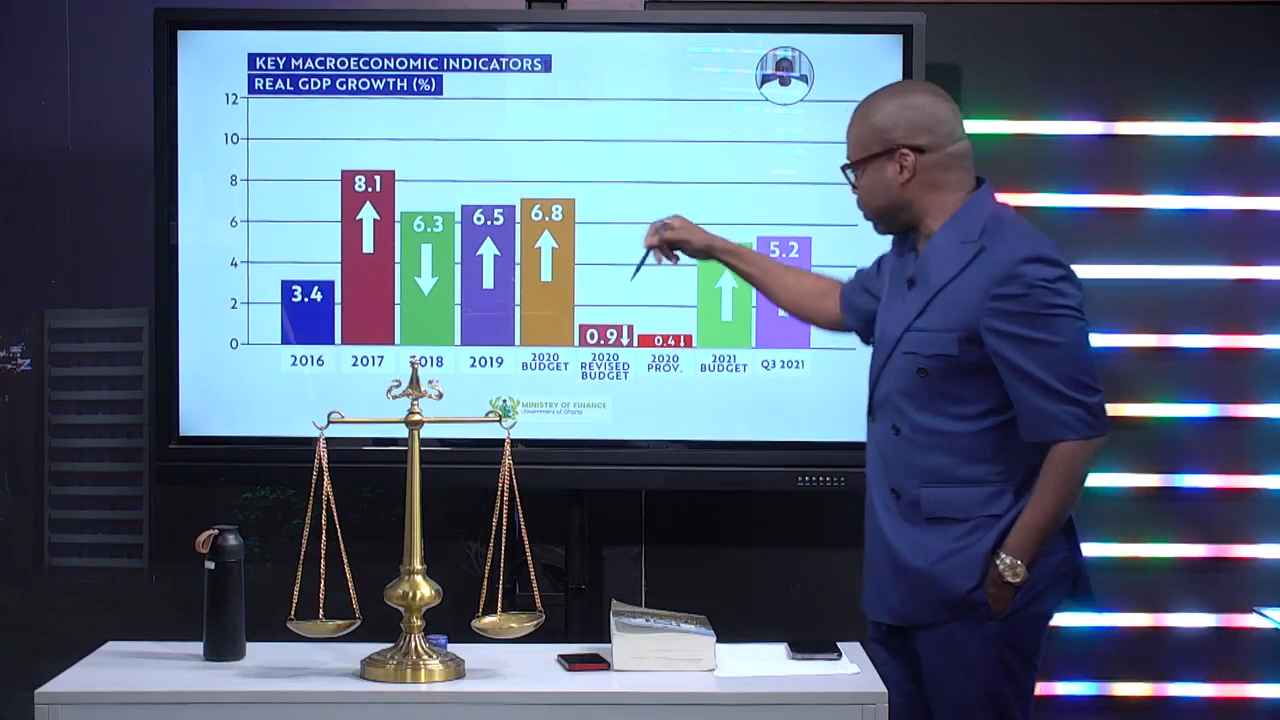 KEY MACROECONOMIC INDICATORS
REAL GDP GROWTH (%)
12
10
8
6
4
2
0
3.4
8.1
6.3
6.5
6.8
0.9
0.4
5.2
2016
2017
2018
2019
2020
BUDGET
2020
REVISED
BUDGET
2020
PROV.
2021
BUDGET
Q3 2021
MINISTRY OF FINANCE
Government of Ghana